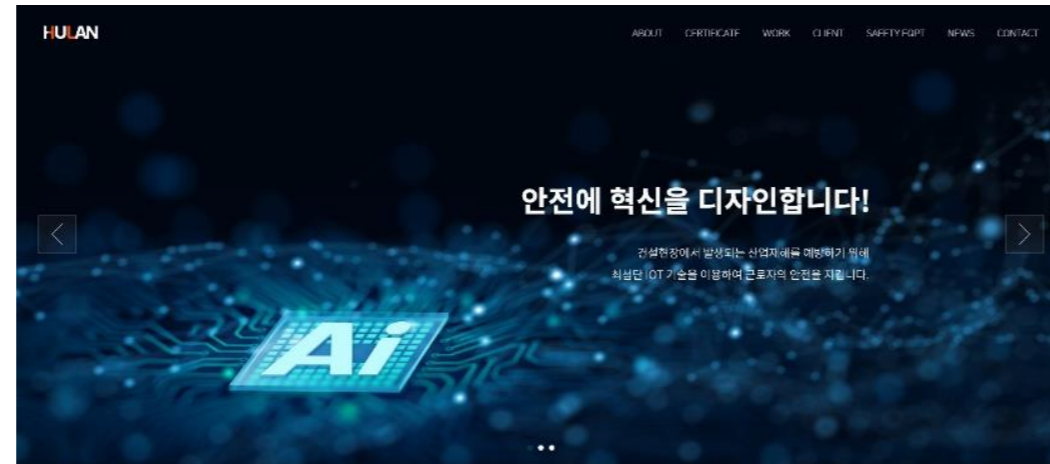 HULAN
ABOUT CERTIFICATE WORK CLIENT SAFETY EQPT NEWS CONTACT
안전에 혁신을 디자인합니다!
건설현장에서 발생되는 산업재해를 예방하기 위해
최첨단 IOT 기술을 이용하여 근로자의 안전을 지킵니다.
Ai